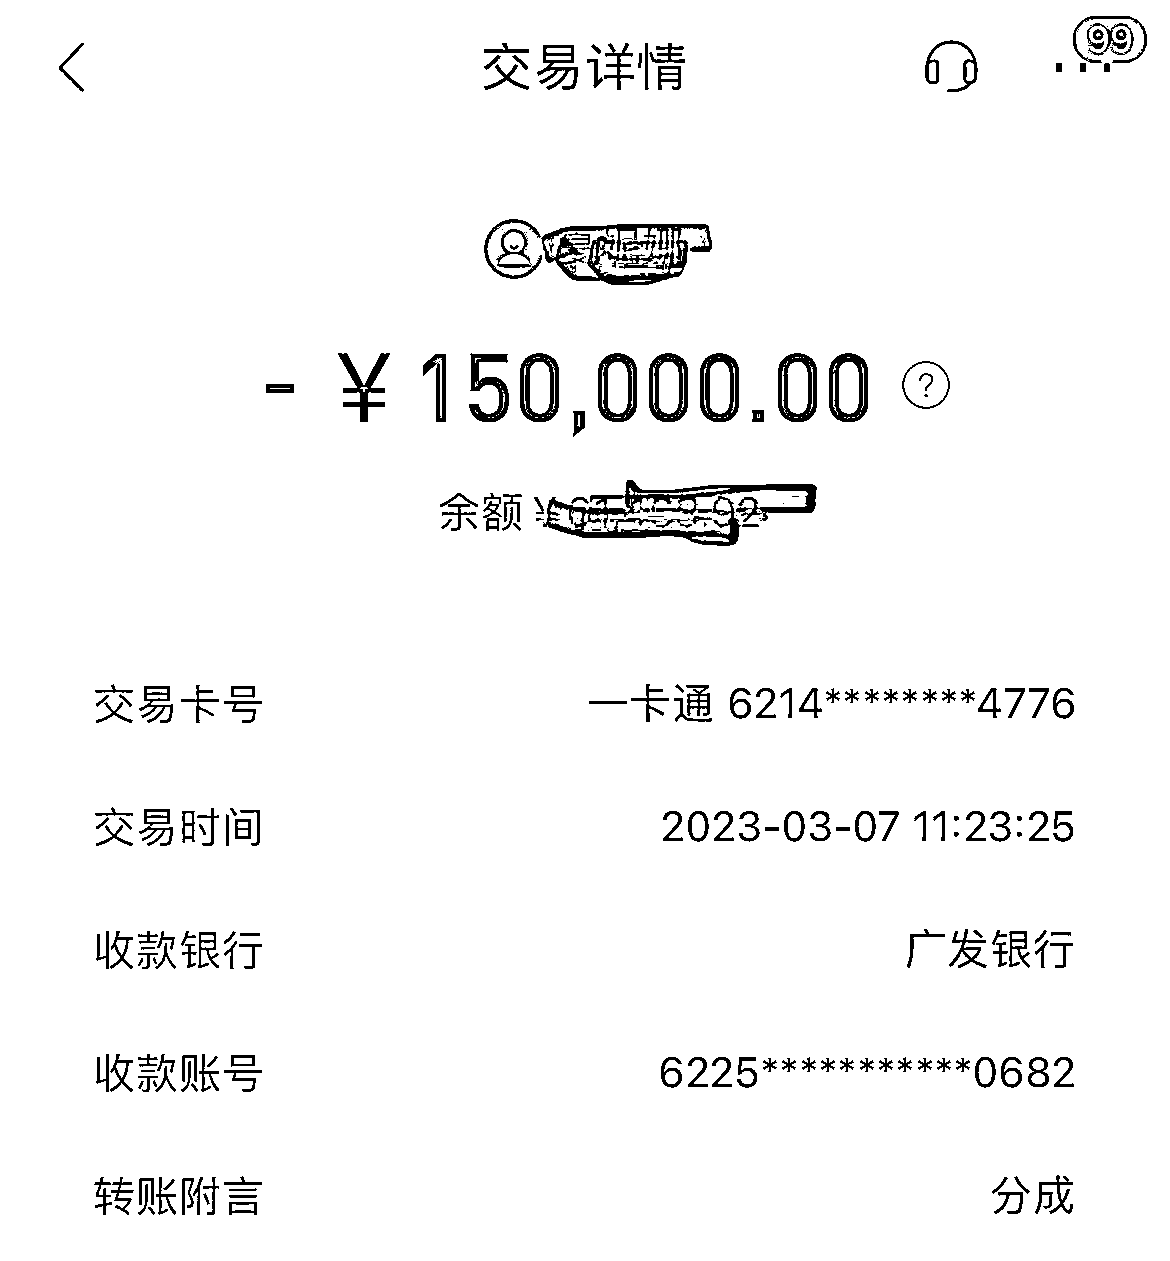 交易详情
99
- ¥ 150,000.00 ?
余额 ¥
交易卡号 一卡通 6214********4776
交易时间 2023-03-07 11:23:25
收款银行 广发银行
收款账号 6225***********0682
转账附言 分成